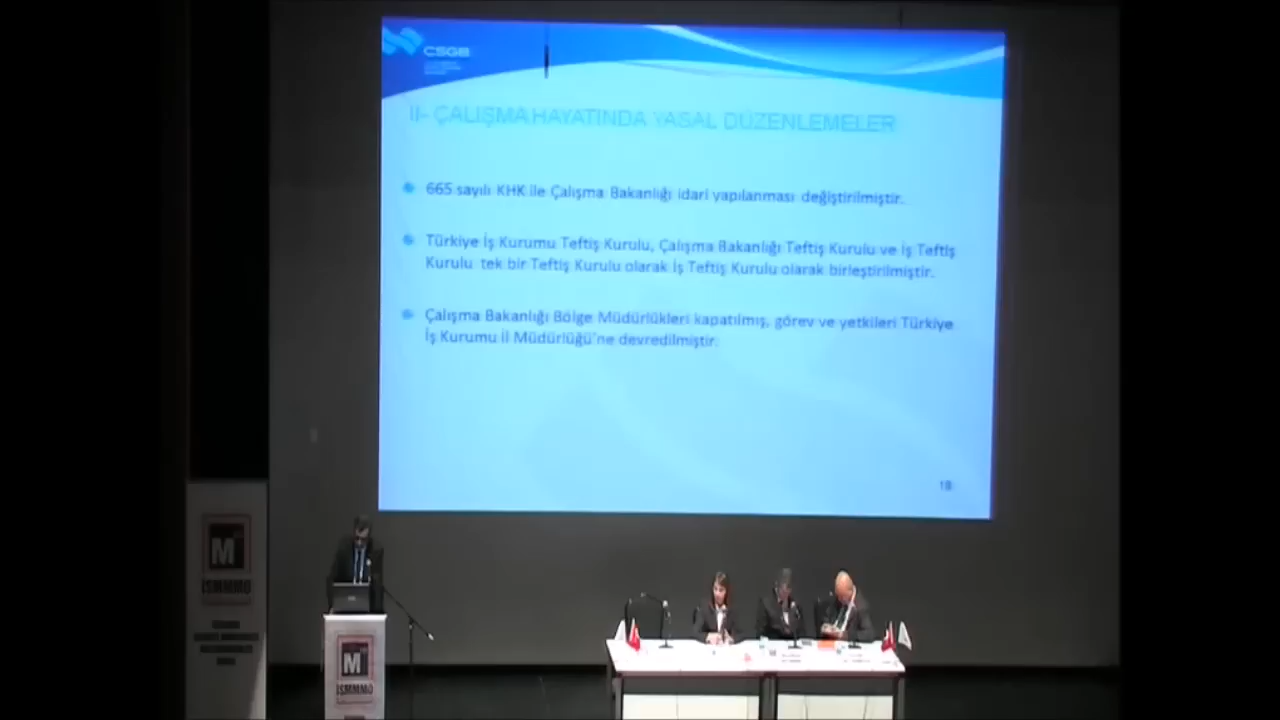 CSGB
II- ÇALIŞMA HAYATINDA YASAL DÜZENLEMELER
665 sayılı KHK ile Çalışma Bakanlığı idari yapılanması değiştirilmiştir.
Türkiye İş Kurumu Teftiş Kurulu, Çalışma Bakanlığı Teftiş Kurulu ve İş Teftiş
Kurulu tek bir Teftiş Kurulu olarak İş Teftiş Kurulu olarak birleştirilmiştir.
Çalışma Bakanlığı Bölge Müdürlükleri kapatılmış, görev ve yetkileri Türkiye
İş Kurumu İl Müdürlüğü'ne devredilmiştir.
18
M
İSMMMO
M
İSMMMO